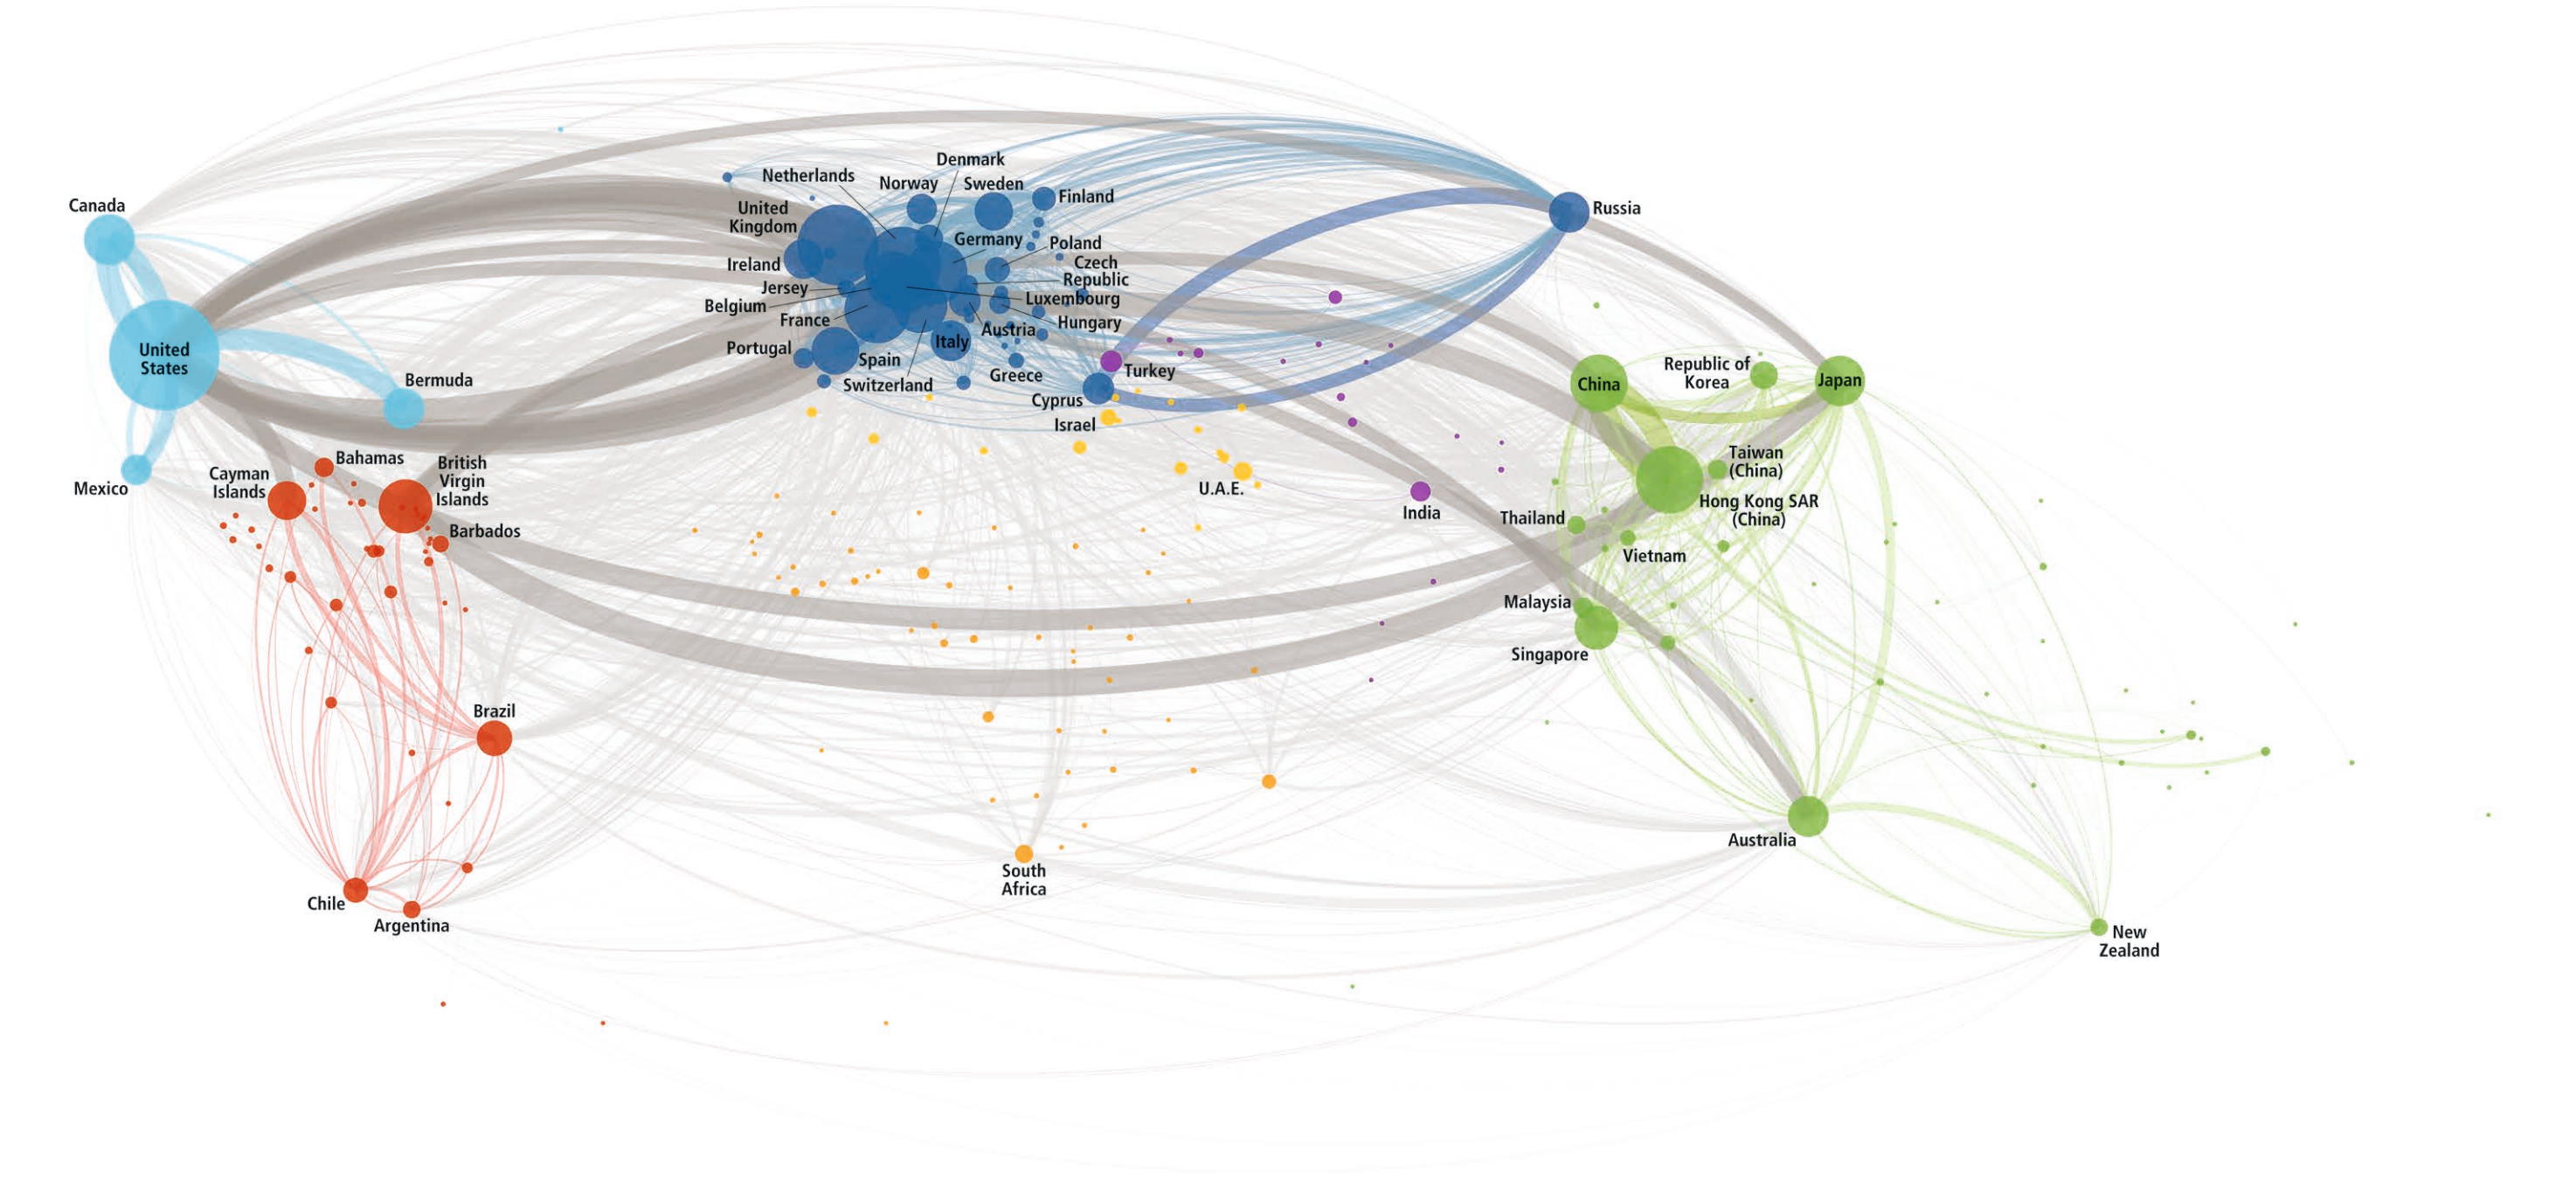 Canada
United
States
Mexico
Bermuda
Cayman
Islands
Bahamas
British
Virgin
Islands
Barbados
Brazil
Chile
Argentina
Netherlands
Denmark
Norway
Sweden
Finland
United
Kingdom
Germany
Poland
Ireland
Czech
Republic
Jersey
Luxembourg
Belgium
France
Hungary
Austria
Portugal
Italy
Spain
Switzerland
Greece
Turkey
Cyprus
Israel
U.A.E.
India
South
Africa
Russia
China
Republic of
Korea
Japan
Taiwan
(China)
Hong Kong SAR
(China)
Thailand
Vietnam
Malaysia
Singapore
Australia
New
Zealand